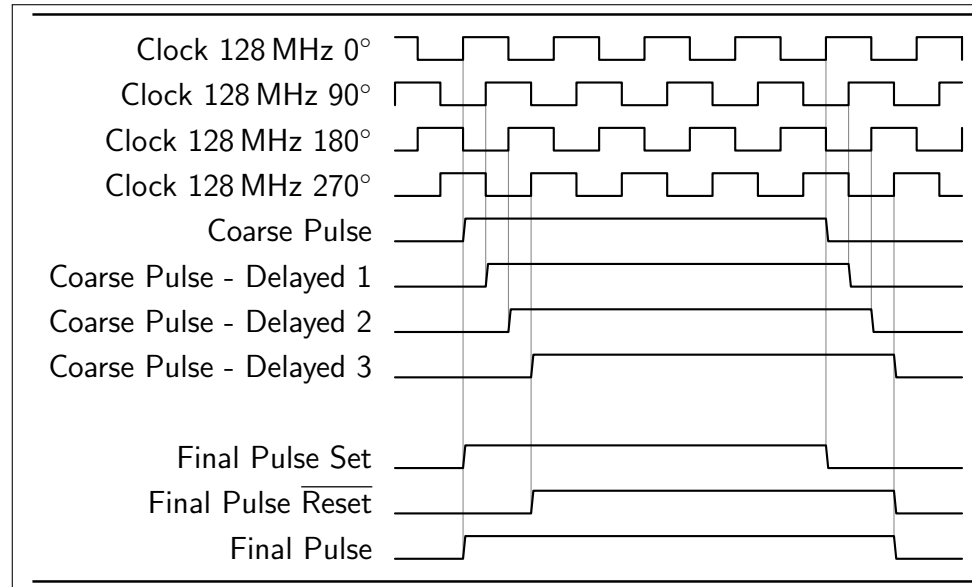 Clock 128 MHz 0°
Clock 128 MHz 90°
Clock 128 MHz 180°
Clock 128 MHz 270°
Coarse Pulse
Coarse Pulse - Delayed 1
Coarse Pulse - Delayed 2
Coarse Pulse - Delayed 3
Final Pulse Set
Final Pulse R̅e̅s̅e̅t̅
Final Pulse